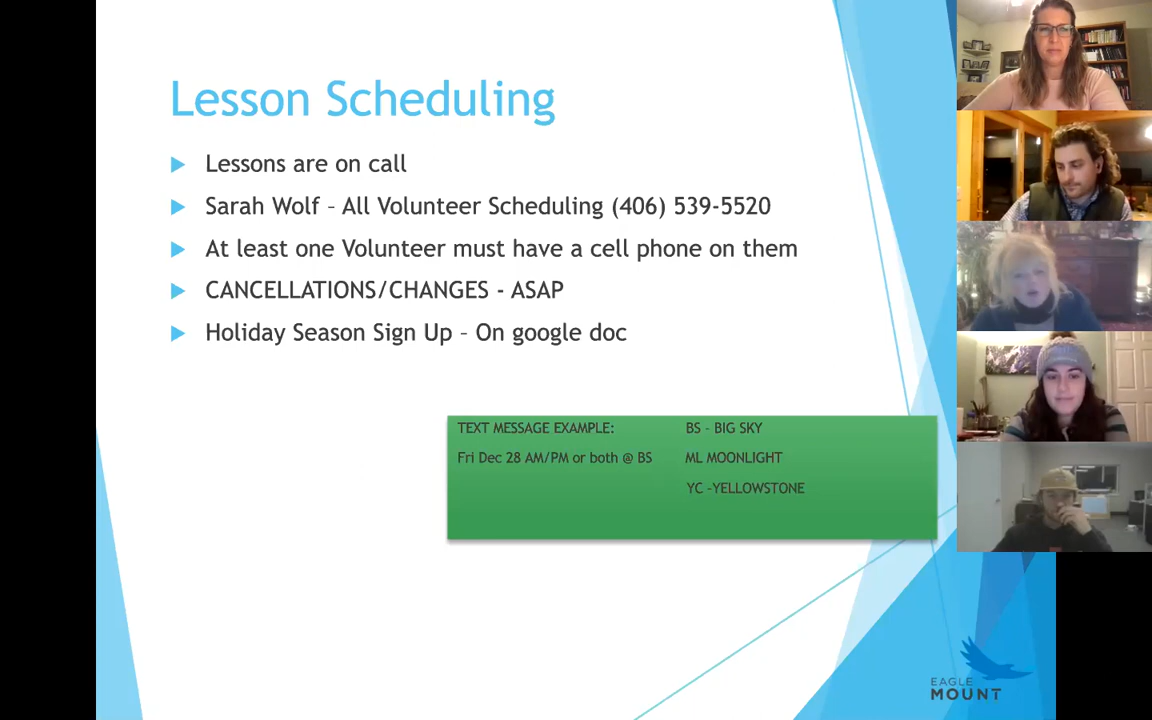 Lesson Scheduling
Lessons are on call
Sarah Wolf – All Volunteer Scheduling (406) 539-5520
At least one Volunteer must have a cell phone on them
CANCELLATIONS/CHANGES - ASAP
Holiday Season Sign Up – On google doc
TEXT MESSAGE EXAMPLE: BS - BIG SKY
Fri Dec 28 AM/PM or both @ BS ML MOONLIGHT
YC -YELLOWSTONE
EAGLE
MOUNT